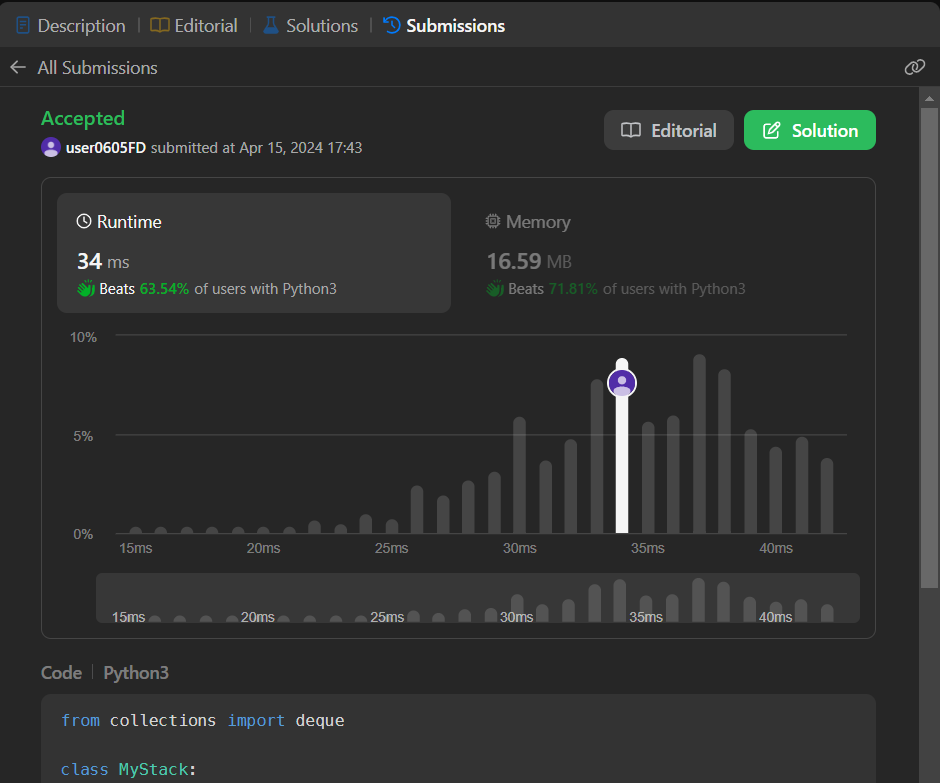 Description | Editorial | Solutions | Submissions
All Submissions
Accepted
user0605FD submitted at Apr 15, 2024 17:43
Editorial
Solution
Runtime
34 ms
Beats 63.54% of users with Python3
Memory
16.59 MB
Beats 71.81% of users with Python3
10%
5%
0%
15ms 20ms 25ms 30ms 35ms 40ms
15ms 20ms 25ms 30ms 35ms 40ms
Code | Python3
from collections import deque
class MyStack: